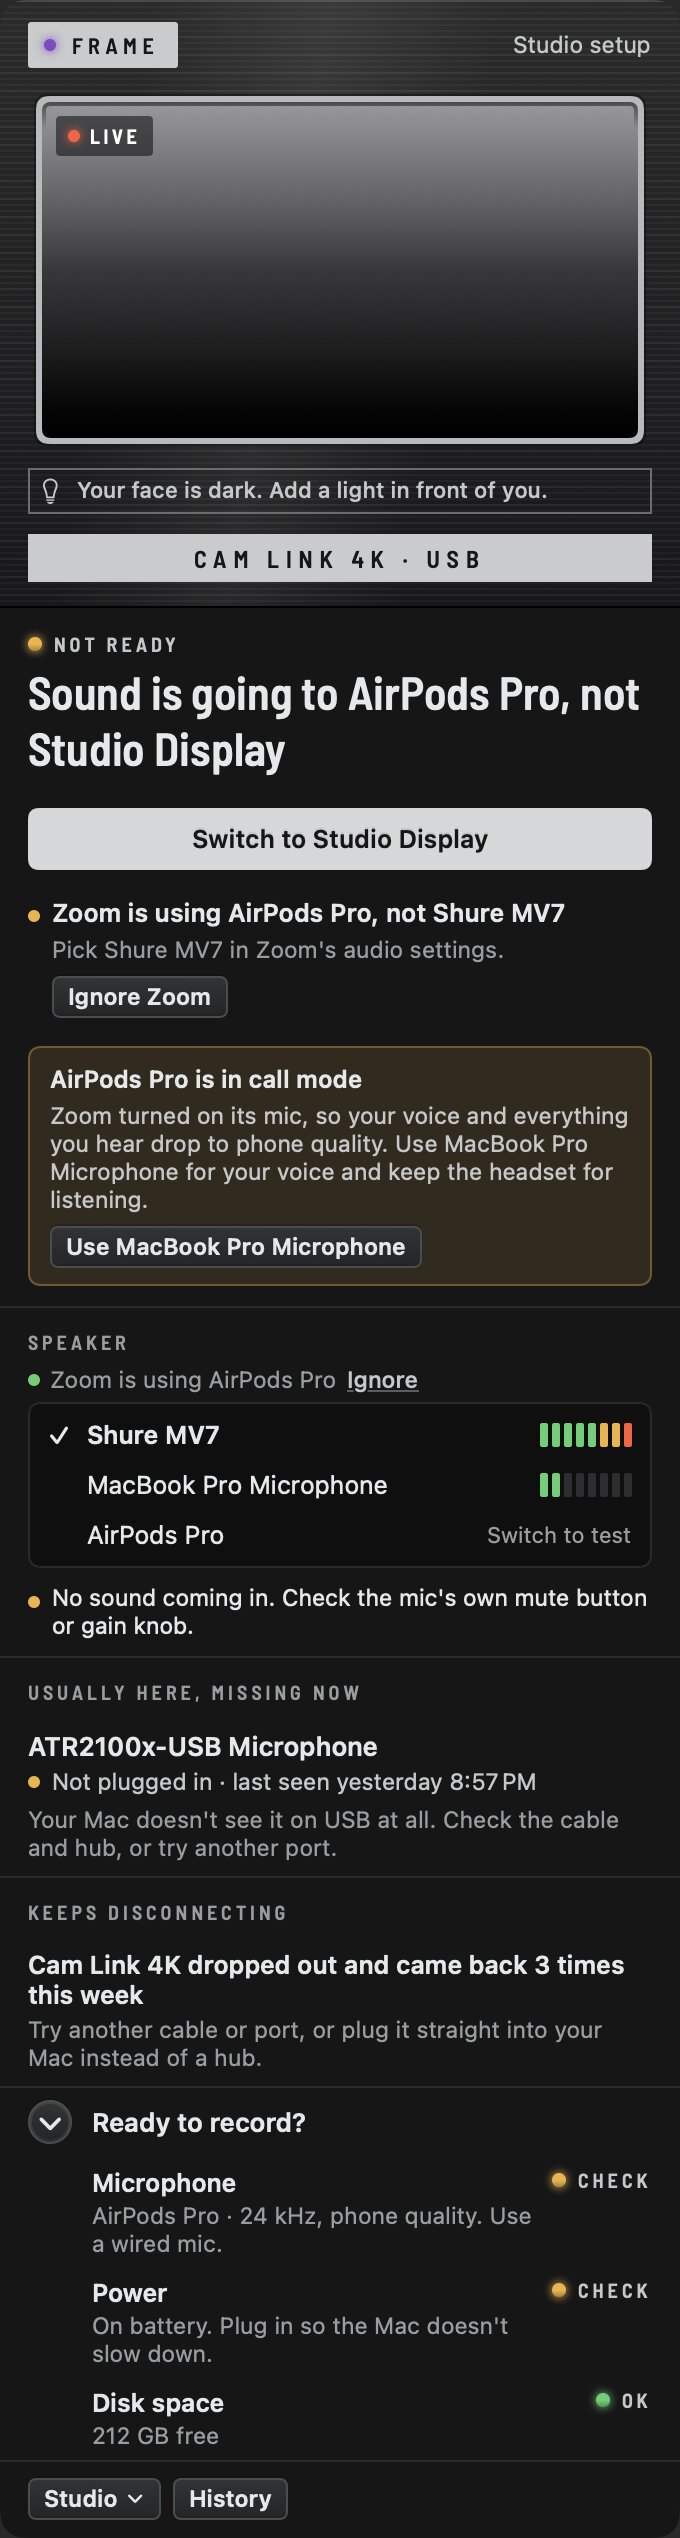 FRAME
Studio setup
LIVE
Your face is dark. Add a light in front of you.
CAM LINK 4K · USB
NOT READY
Sound is going to AirPods Pro, not
Studio Display
Switch to Studio Display
Zoom is using AirPods Pro, not Shure MV7
Pick Shure MV7 in Zoom's audio settings.
Ignore Zoom
AirPods Pro is in call mode
Zoom turned on its mic, so your voice and everything
you hear drop to phone quality. Use MacBook Pro
Microphone for your voice and keep the headset for
listening.
Use MacBook Pro Microphone
SPEAKER
Zoom is using AirPods Pro Ignore
Shure MV7
MacBook Pro Microphone
AirPods Pro Switch to test
No sound coming in. Check the mic's own mute button
or gain knob.
USUALLY HERE, MISSING NOW
ATR2100x-USB Microphone
Not plugged in · last seen yesterday 8:57 PM
Your Mac doesn't see it on USB at all. Check the cable
and hub, or try another port.
KEEPS DISCONNECTING
Cam Link 4K dropped out and came back 3 times
this week
Try another cable or port, or plug it straight into your
Mac instead of a hub.
Ready to record?
Microphone CHECK
AirPods Pro · 24 kHz, phone quality. Use
a wired mic.
Power CHECK
On battery. Plug in so the Mac doesn't
slow down.
Disk space OK
212 GB free
Studio History